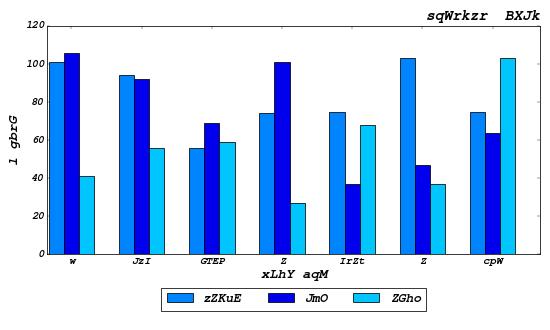 sqWrkzr BXJk
120
100
80
60
40
20
0
l gbrG
w JzI GTEP Z IrZt Z cpW
xLhY aqM
zZKuE JmO ZGho